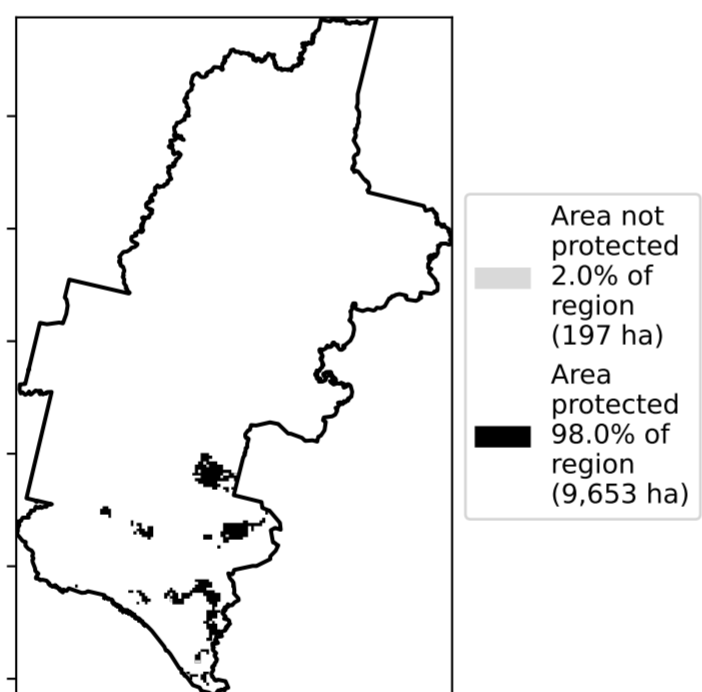 Area not
protected
2.0% of
region
(197 ha)
Area
protected
98.0% of
region
(9,653 ha)